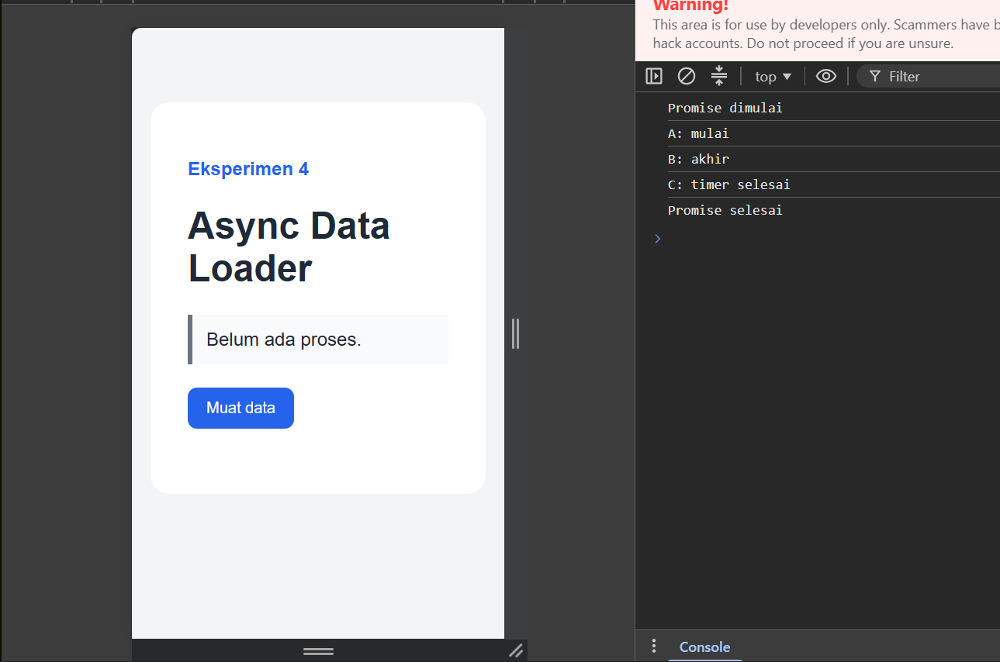 Eksperimen 4
Async Data
Loader
Belum ada proses.
Muat data
Warning!
This area is for use by developers only. Scammers have
hack accounts. Do not proceed if you are unsure.
top
Filter
Promise dimulai
A: mulai
B: akhir
C: timer selesai
Promise selesai
Console